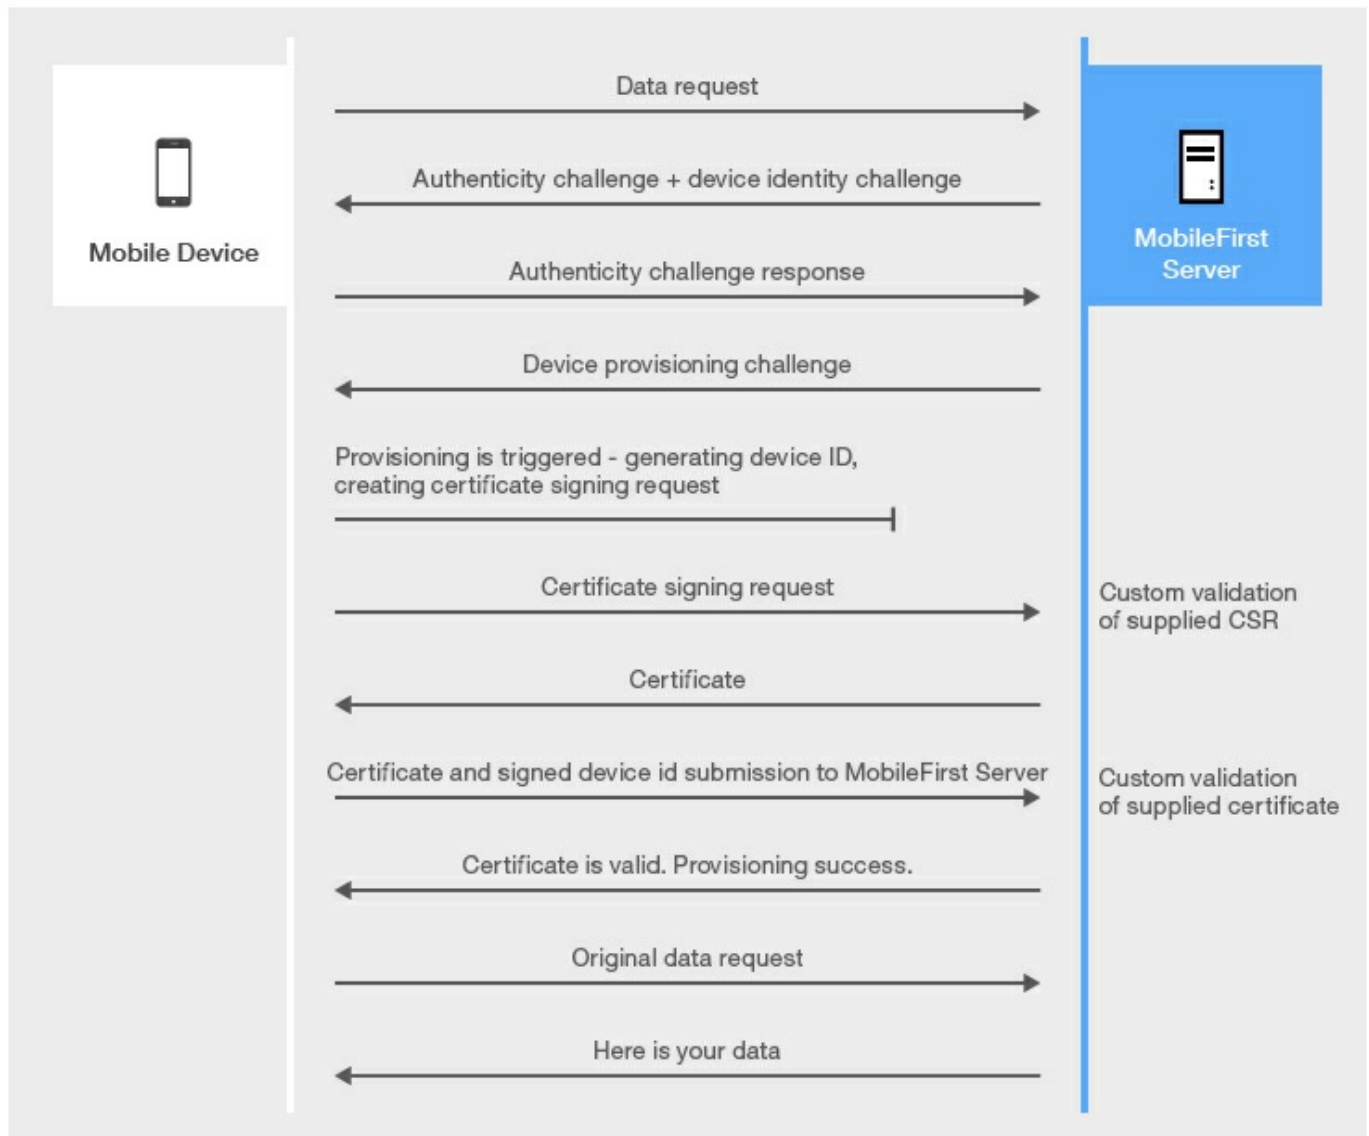 Data request
Authenticity challenge + device identity challenge
Mobile Device
MobileFirst
Server
Authenticity challenge response
Device provisioning challenge
Provisioning is triggered - generating device ID,
creating certificate signing request
Certificate signing request
Custom validation
of supplied CSR
Certificate
Certificate and signed device id submission to MobileFirst Server
Custom validation
of supplied certificate
Certificate is valid. Provisioning success.
Original data request
Here is your data